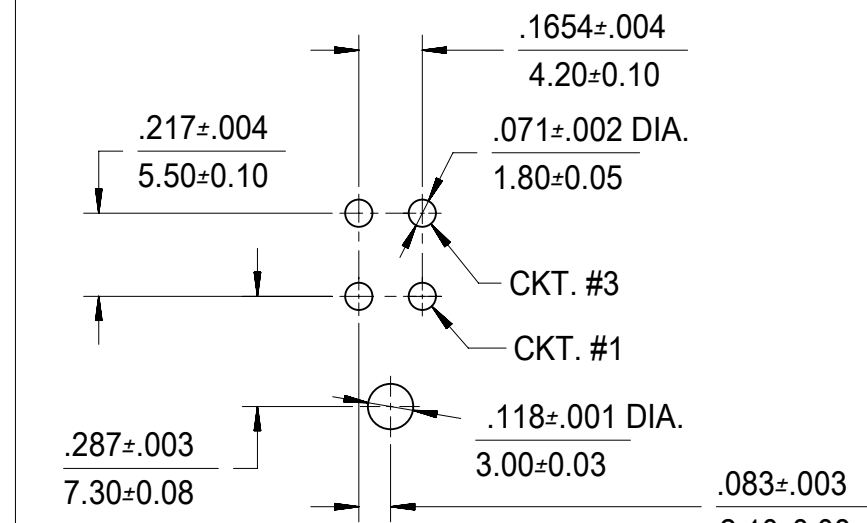 .1654±.004
4.20±0.10
.217±.004
5.50±0.10
.071±.002 DIA.
1.80±0.05
CKT. #3
CKT. #1
.118±.001 DIA.
3.00±0.03
.287±.003
7.30±0.08
.083±.003